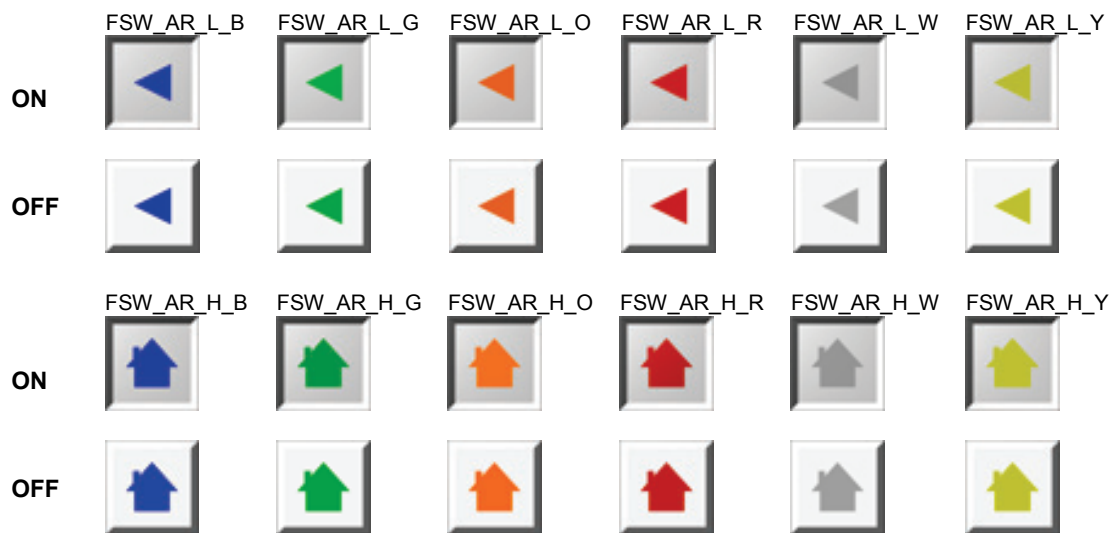 FSW_AR_L_B FSW_AR_L_G FSW_AR_L_O FSW_AR_L_R FSW_AR_L_W FSW_AR_L_Y
ON
OFF
FSW_AR_H_B FSW_AR_H_G FSW_AR_H_O FSW_AR_H_R FSW_AR_H_W FSW_AR_H_Y
ON
OFF